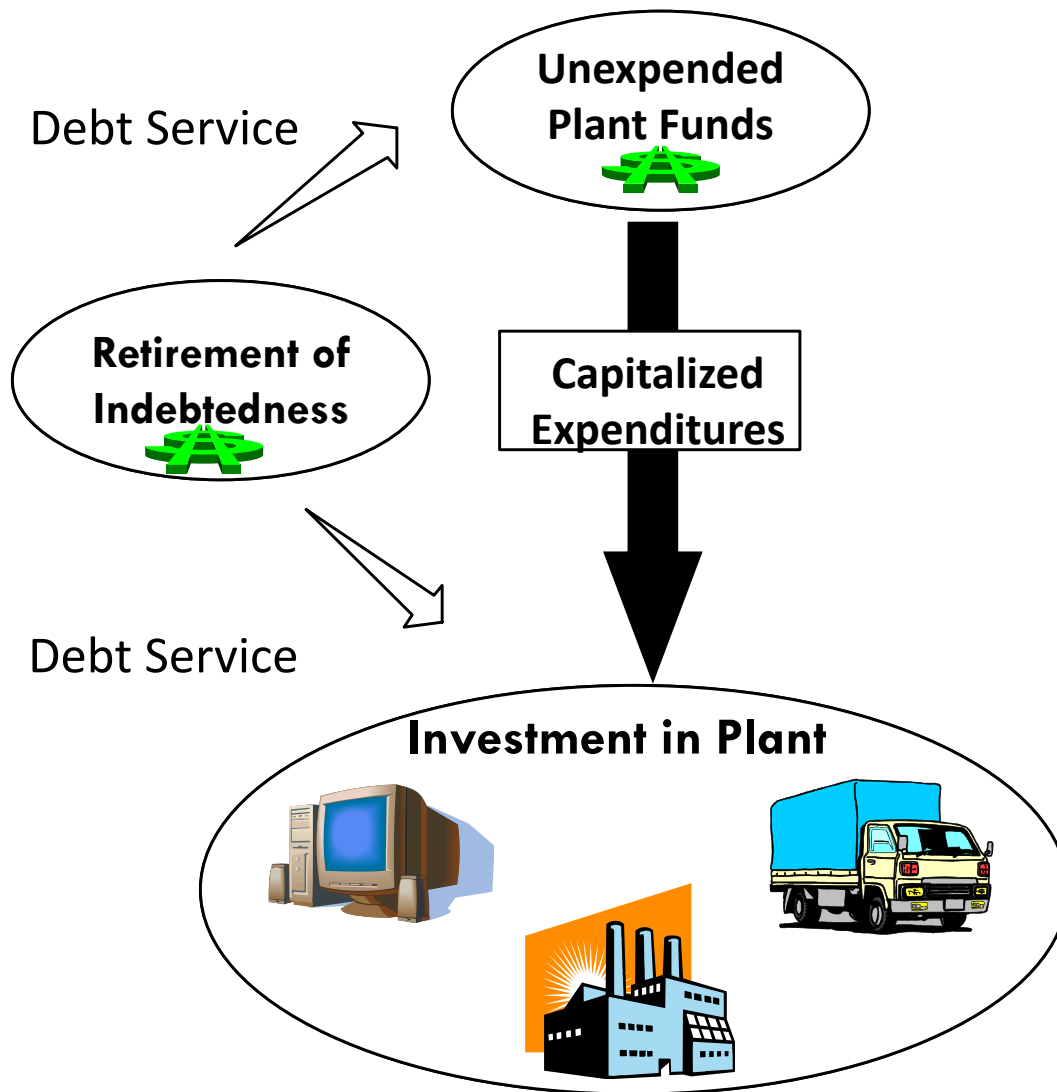 Unexpended
Plant Funds
Debt Service
Retirement of
Indebtedness
Capitalized
Expenditures
Debt Service
Investment in Plant